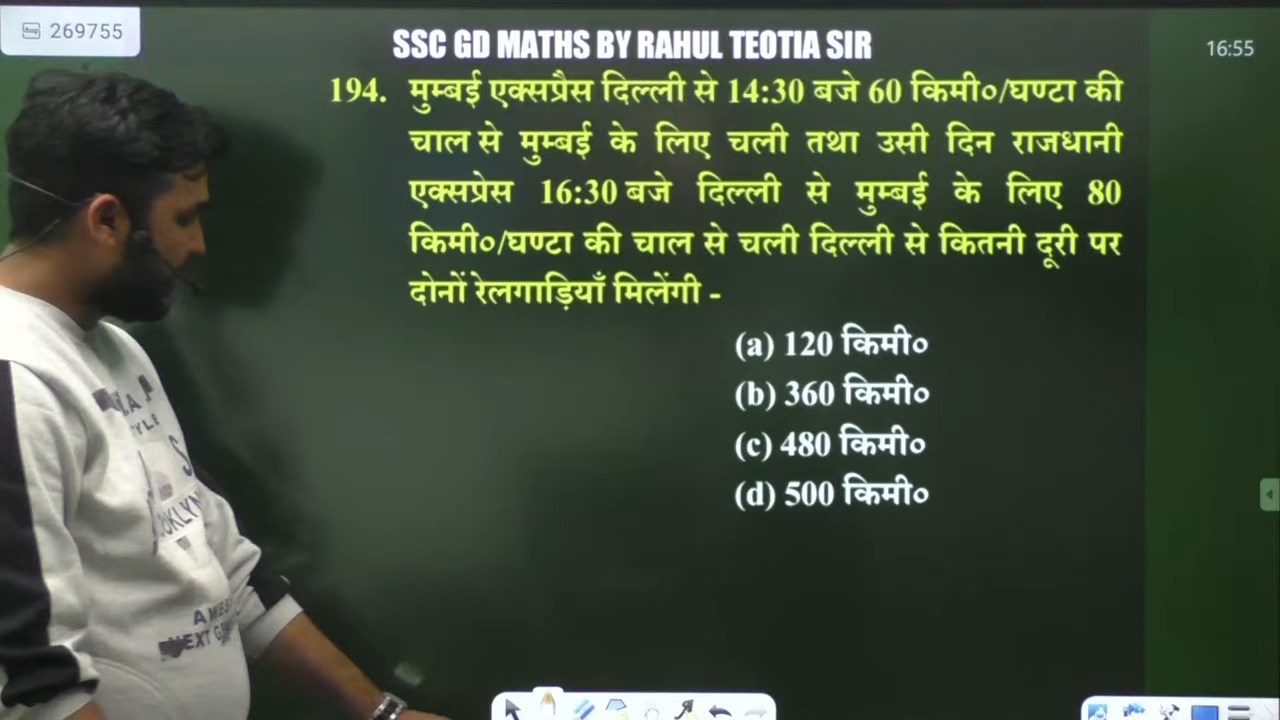 269755
SSC GD MATHS BY RAHUL TEOTIA SIR
16:55
194. मुम्बई एक्सप्रैस दिल्ली से 14:30 बजे 60 किमी०/घण्टा की
चाल से मुम्बई के लिए चली तथा उसी दिन राजधानी
एक्सप्रेस 16:30 बजे दिल्ली से मुम्बई के लिए 80
किमी०/घण्टा की चाल से चली दिल्ली से कितनी दूरी पर
दोनों रेलगाड़ियाँ मिलेंगी -
(a) 120 किमी०
(b) 360 किमी०
(c) 480 किमी०
(d) 500 किमी०